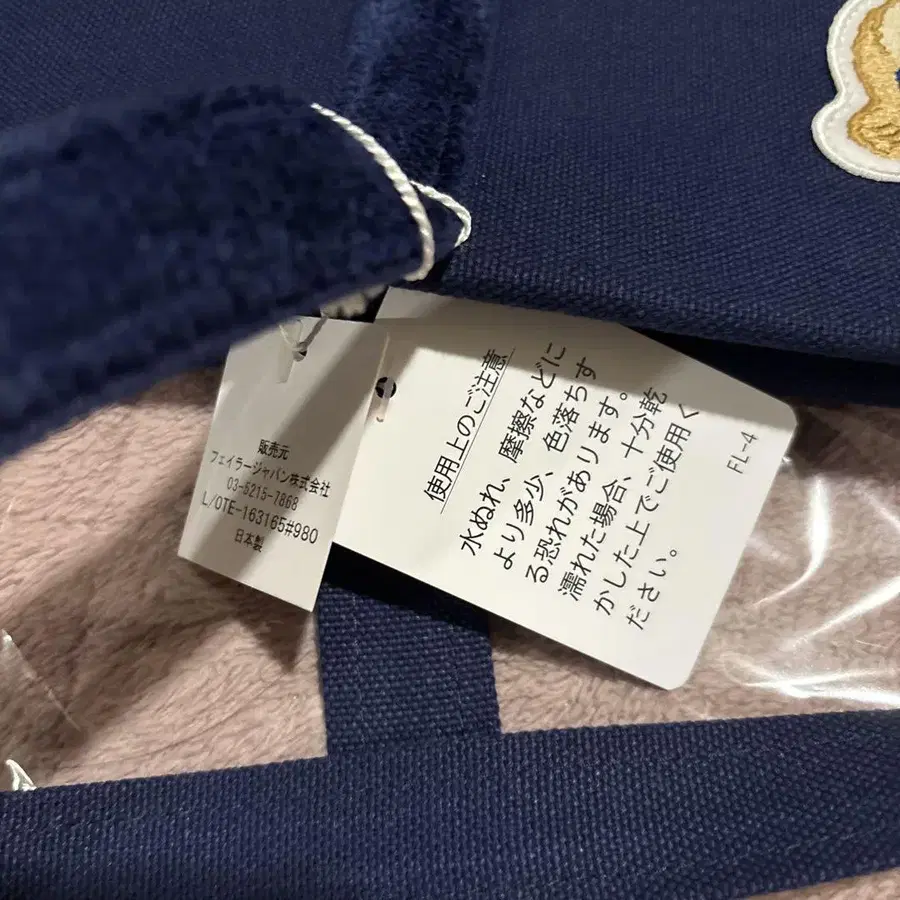 販売元
フェイラージャパン株式会社
03-5215-7868
L/OTE-163165#980
日本製
使用上のご注意
水ぬれ、摩擦などに
より多少、色落ちす
る恐れがあります。
濡れた場合、十分乾
かした上でご使用く
ださい。
FL-4